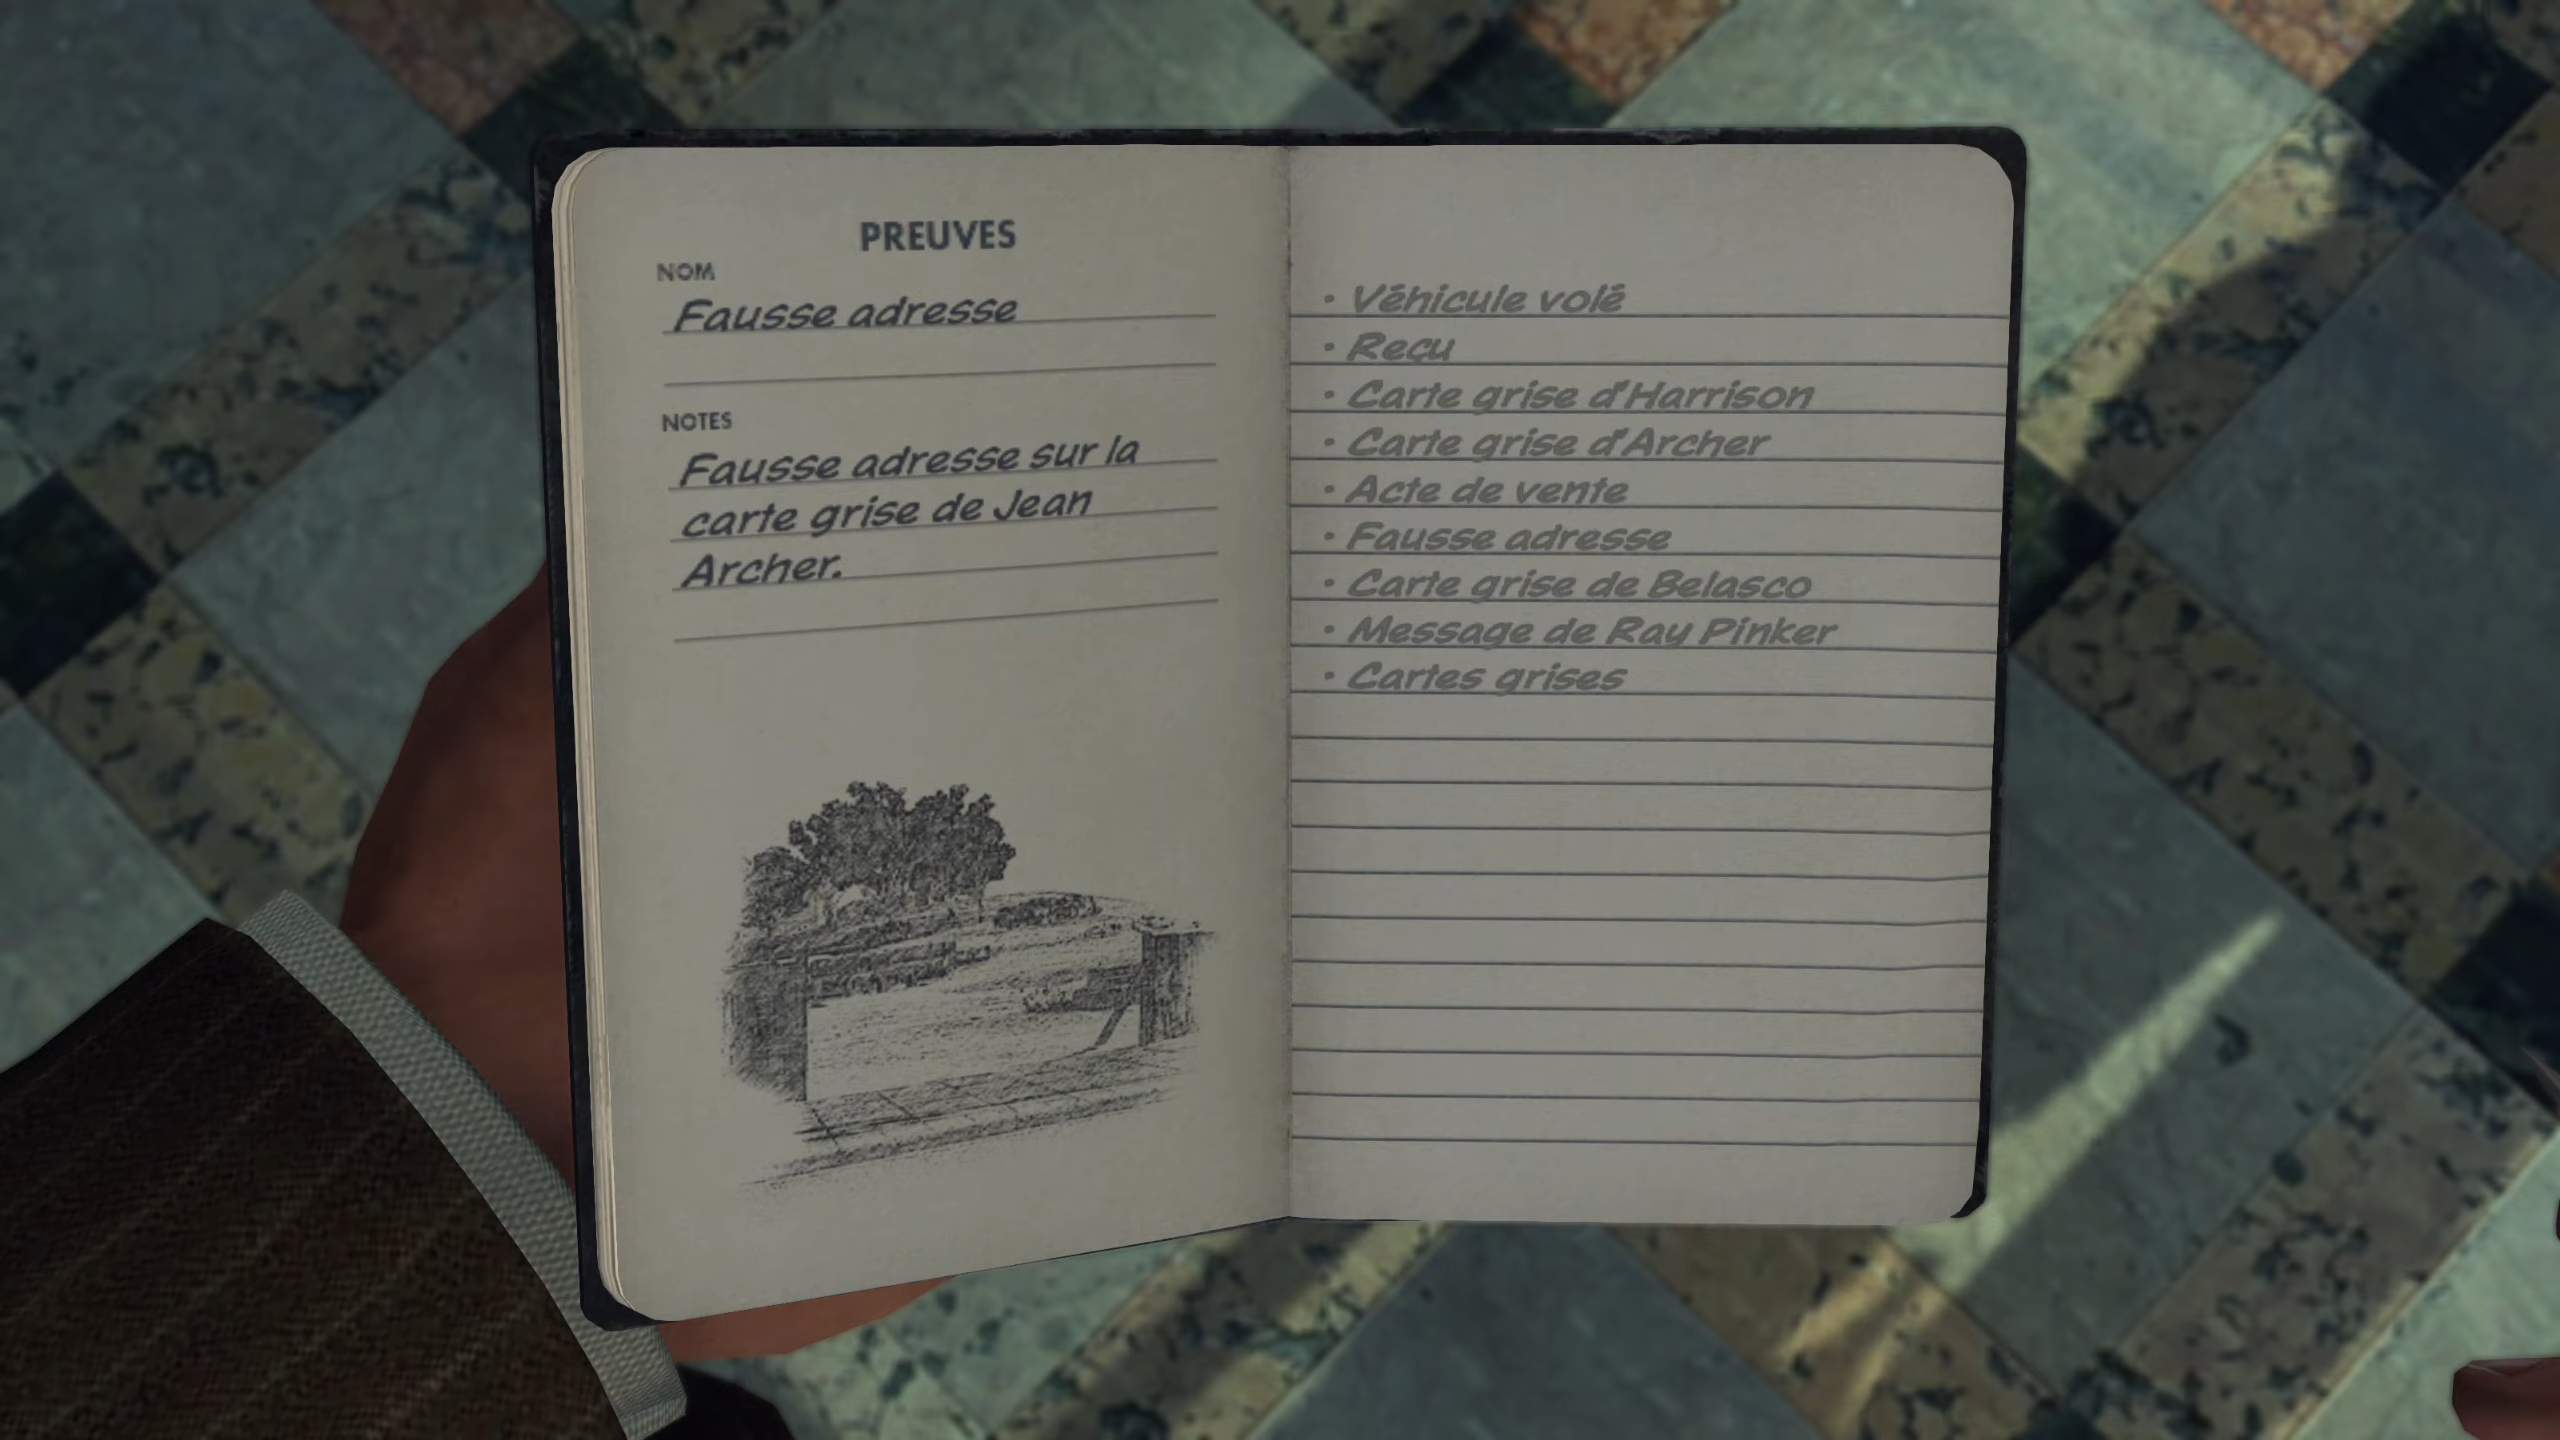 PREUVES
NOM
Fausse adresse
NOTES
Fausse adresse sur la
carte grise de Jean
Archer.
• Véhicule volé
• Reçu
• Carte grise d'Harrison
• Carte grise d'Archer
• Acte de vente
• Fausse adresse
• Carte grise de Belasco
• Message de Ray Pinker
• Cartes grises